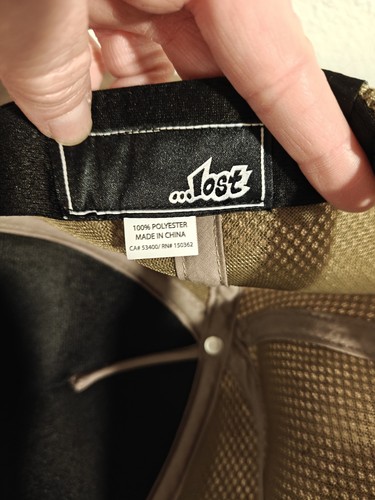 ...lost
100% POLYESTER
MADE IN CHINA
CA# 53400/ RN# 150362